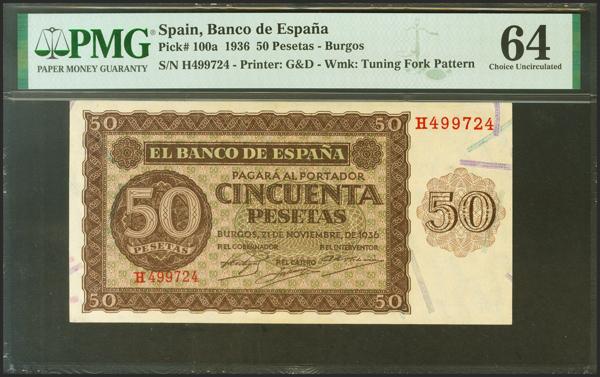 PMG
PAPER MONEY GUARANTY
Spain, Banco de España
Pick# 100a 1936 50 Pesetas - Burgos
S/N H499724 - Printer: G&D - Wmk: Tuning Fork Pattern
64
Choice Uncirculated
50
50
H499724
EL BANCO DE ESPAÑA
PAGARÁ AL PORTADOR
CINCUENTA
PESETAS
50
PESETAS
50
BURGOS, 21 DE NOVIEMBRE, DE 1936
P. EL GOBERNADOR
P. EL INTERVENTOR
P. EL CAJERO
H499724
50
50